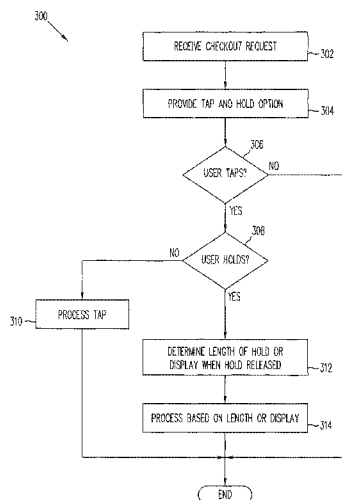 300
RECEIVE CHECKOUT REQUEST
302
PROVIDE TAP AND HOLD OPTION
304
306
USER TAPS?
NO
YES
308
NO
USER HOLDS?
YES
310
PROCESS TAP
DETERMINE LENGTH OF HOLD OR
DISPLAY WHEN HOLD RELEASED
312
PROCESS BASED ON LENGTH OR DISPLAY
314
END